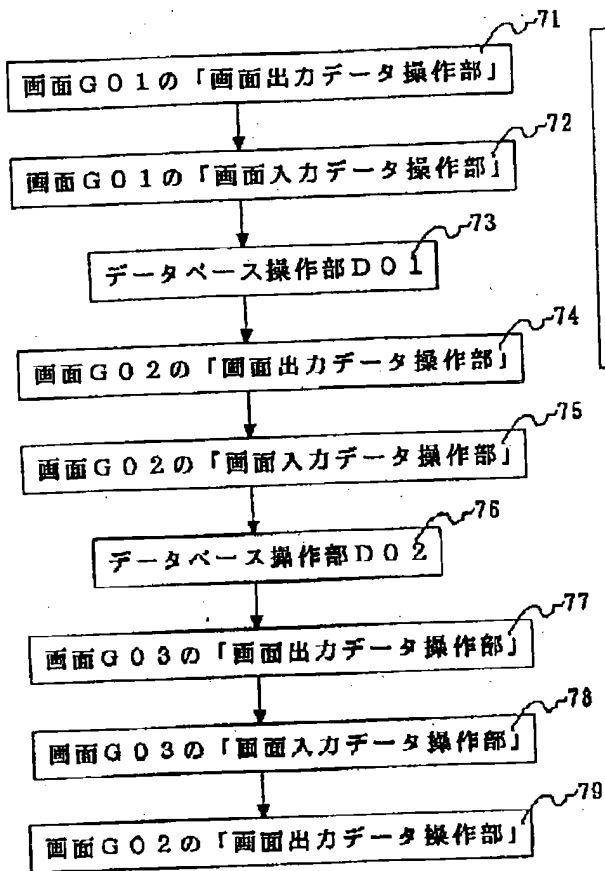 71
画面G01の「画面出力データ操作部」
72
画面G01の「画面入力データ操作部」
73
データベース操作部D01
74
画面G02の「画面出力データ操作部」
75
画面G02の「画面入力データ操作部」
76
データベース操作部D02
77
画面G03の「画面出力データ操作部」
78
画面G03の「画面入力データ操作部」
79
画面G02の「画面出力データ操作部」